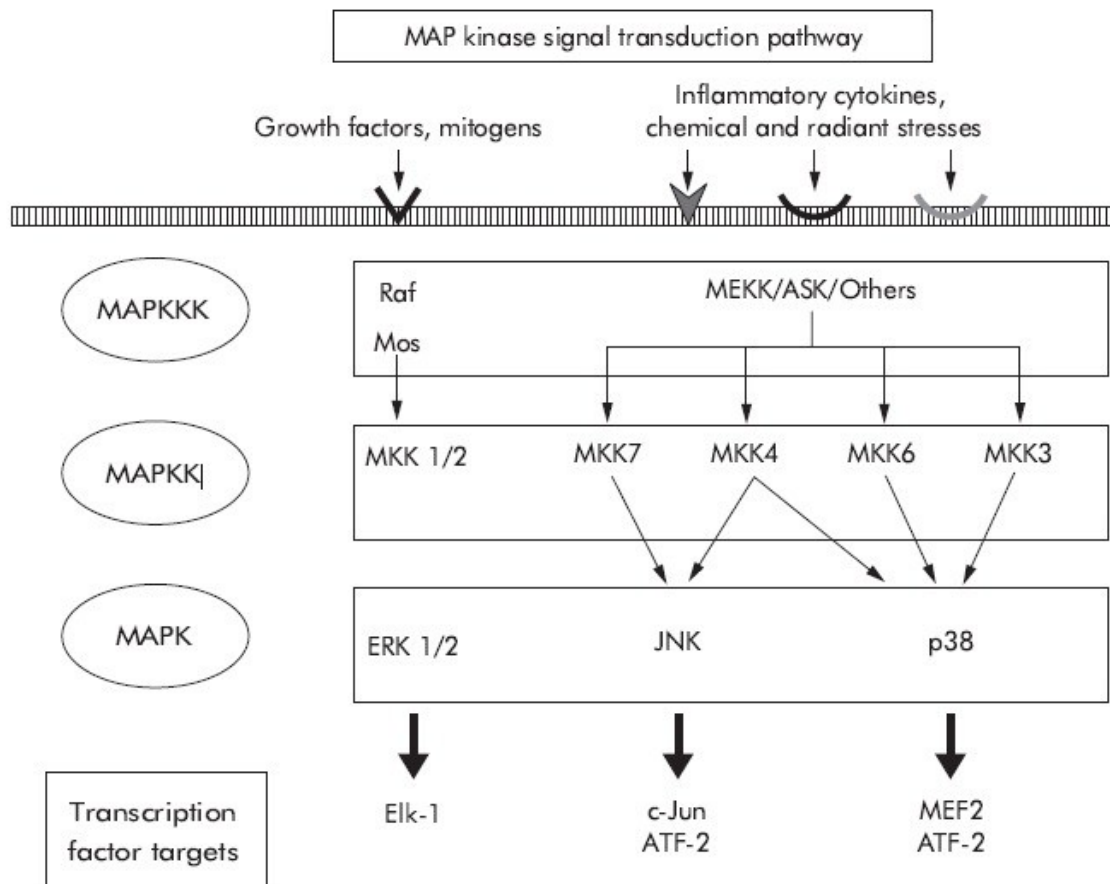 MAP kinase signal transduction pathway
Growth factors, mitogens
Inflammatory cytokines,
chemical and radiant stresses
MAPKKK
Raf
Mos
MEKK/ASK/Others
MAPKK|
MKK 1/2
MKK7
MKK4
MKK6
MKK3
MAPK
ERK 1/2
JNK
p38
Transcription
factor targets
Elk-1
c-Jun
ATF-2
MEF2
ATF-2